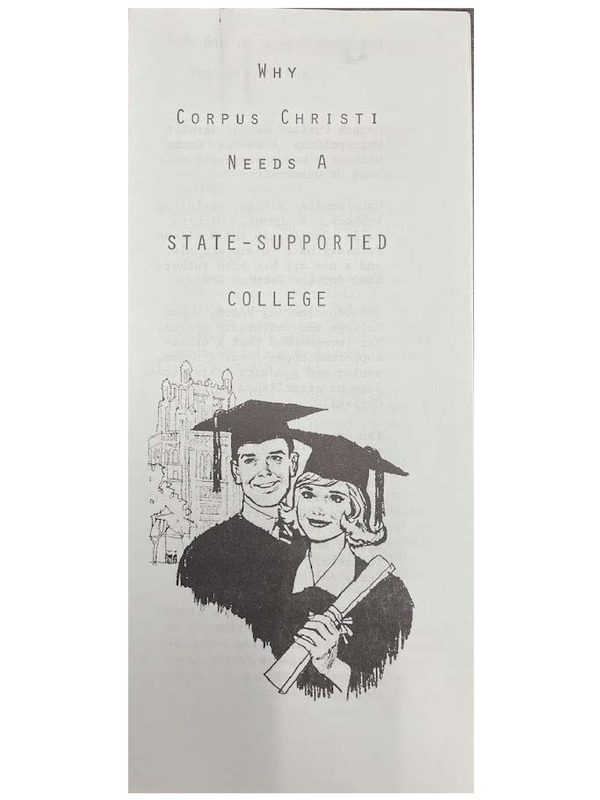 WHY
CORPUS CHRISTI
NEEDS A
STATE-SUPPORTED
COLLEGE